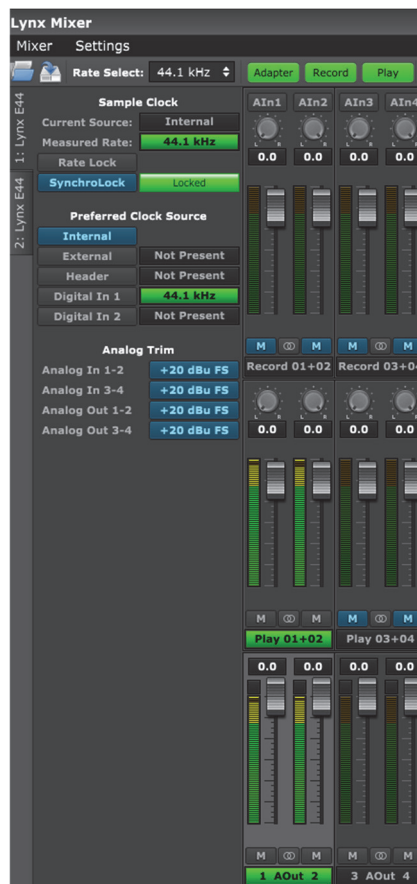 Lynx Mixer
Mixer Settings
Rate Select: 44.1 kHz Adapter Record Play
1: Lynx E44
2: Lynx E44
Sample Clock
Current Source: Internal
Measured Rate: 44.1 kHz
Rate Lock
SynchroLock Locked
Preferred Clock Source
Internal
External Not Present
Header Not Present
Digital In 1 44.1 kHz
Digital In 2 Not Present
Analog Trim
Analog In 1-2 +20 dBu FS
Analog In 3-4 +20 dBu FS
Analog Out 1-2 +20 dBu FS
Analog Out 3-4 +20 dBu FS
AIn1 AIn2 AIn3 AIn4
L R L R L R L
0.0 0.0 0.0 0.0
M M M M
Record 01+02 Record 03+04
L R L R L R L
0.0 0.0 0.0 0.0
M M M M
Play 01+02 Play 03+04
0.0 0.0 0.0 0.0
M M M M
1 AOut 2 3 AOut 4